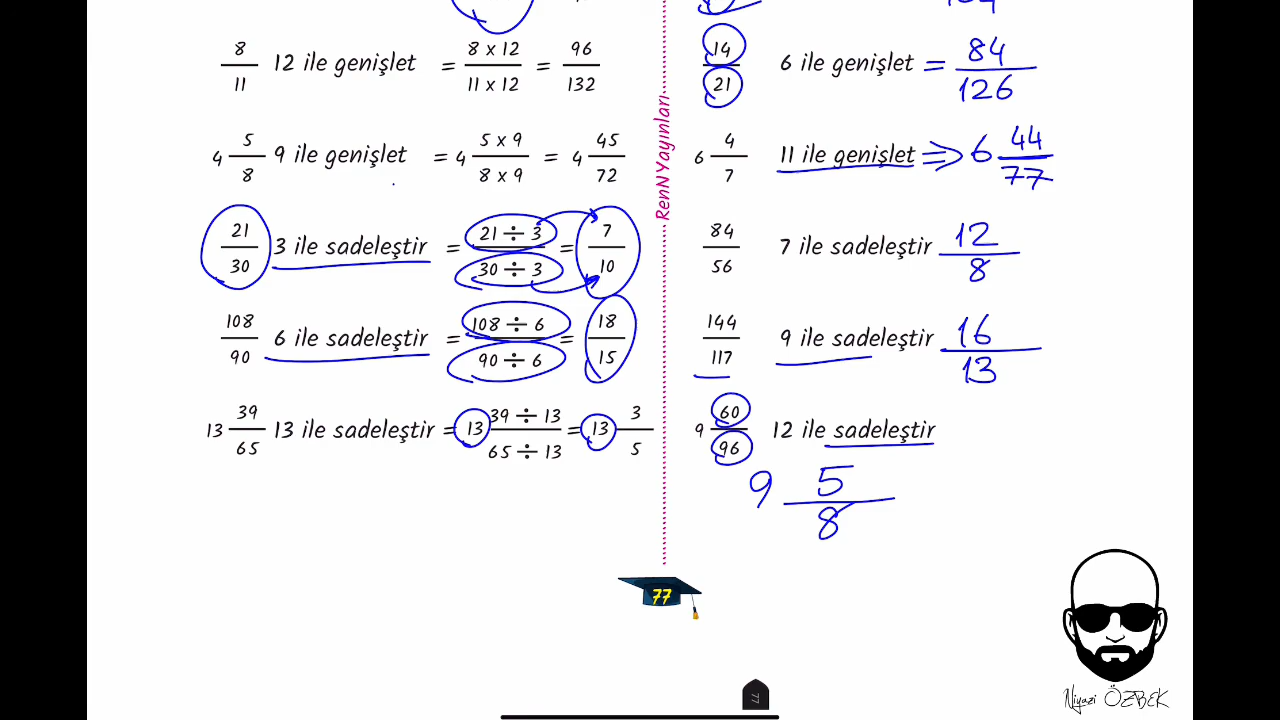 8/11 12 ile genişlet = 8 x 12/11 x 12 = 96/132
4 5/8 9 ile genişlet = 4 5 x 9/8 x 9 = 4 45/72
21/30 3 ile sadeleştir = 21 ÷ 3/30 ÷ 3 = 7/10
108/90 6 ile sadeleştir = 108 ÷ 6/90 ÷ 6 = 18/15
13 39/65 13 ile sadeleştir = 13 39 ÷ 13/65 ÷ 13 = 13 3/5
RenNYayınları
14/21 6 ile genişlet = 84/126
6 4/7 11 ile genişlet => 6 44/77
84/56 7 ile sadeleştir 12/8
144/117 9 ile sadeleştir 16/13
9 60/96 12 ile sadeleştir
9 5/8
77
77
Niyazi ÖZBEK